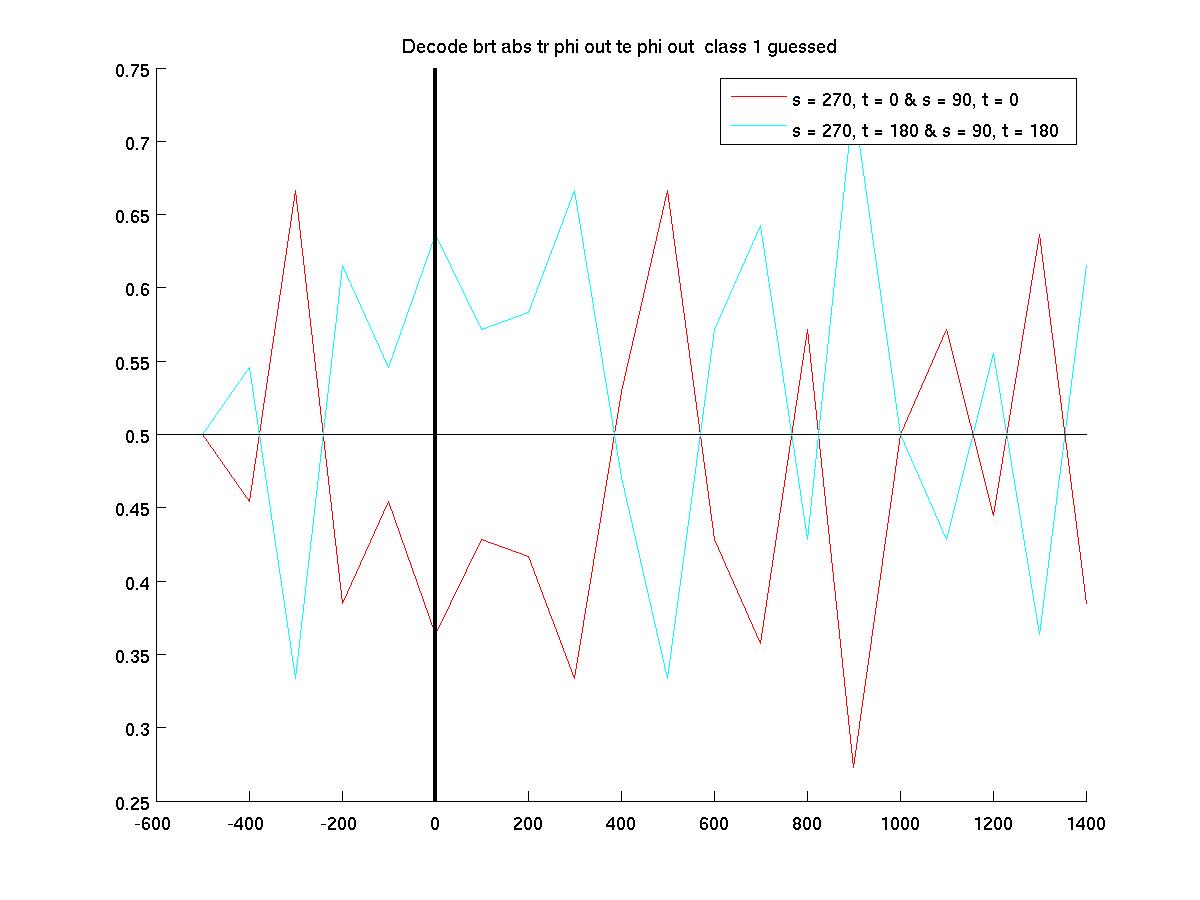 Decode brt abs tr phi out te phi out  class 1 guessed
s = 270, t = 0 & s = 90, t = 0
s = 270, t = 180 & s = 90, t = 180
0.75
0.7
0.65
0.6
0.55
0.5
0.45
0.4
0.35
0.3
0.25
-600 -400 -200 0 200 400 600 800 1000 1200 1400